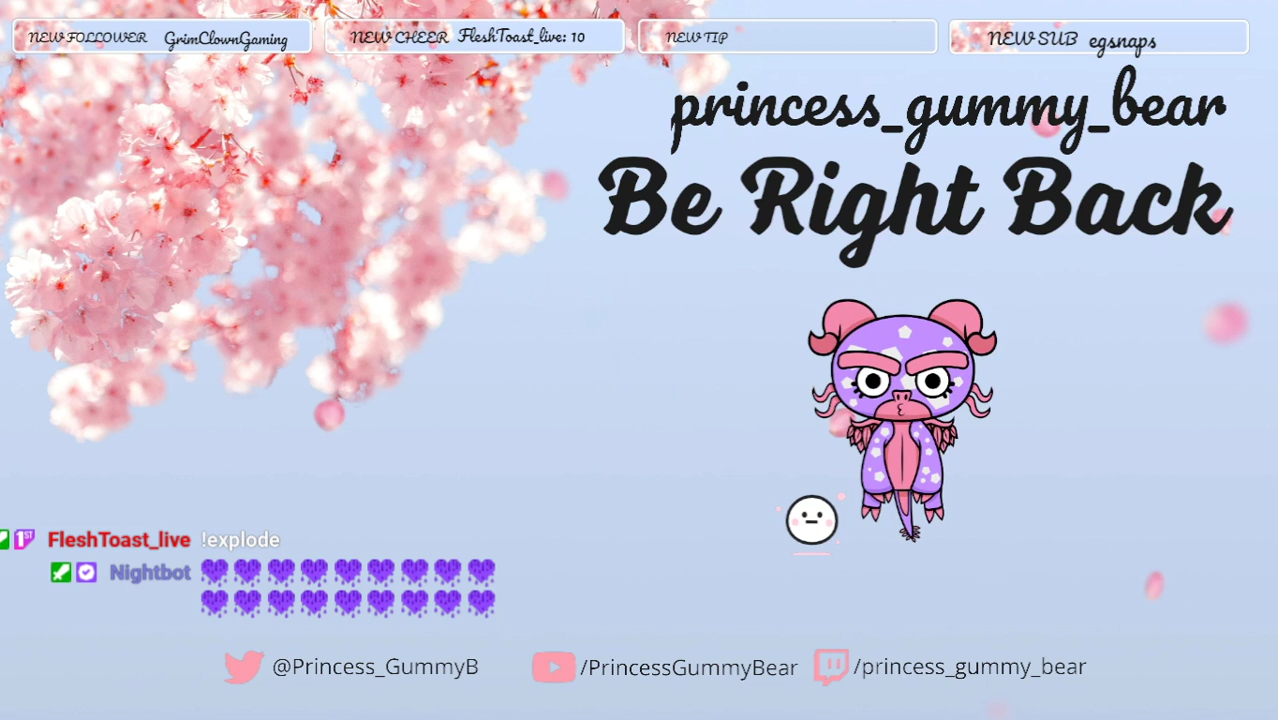 NEW FOLLOWER GrimClownGaming
NEW CHEER FleshToast_live: 10
NEW TIP
NEW SUB egsnaps
princess_gummy_bear
Be Right Back
1ST FleshToast_live !explode
Nightbot
@Princess_GummyB
/PrincessGummyBear
/princess_gummy_bear